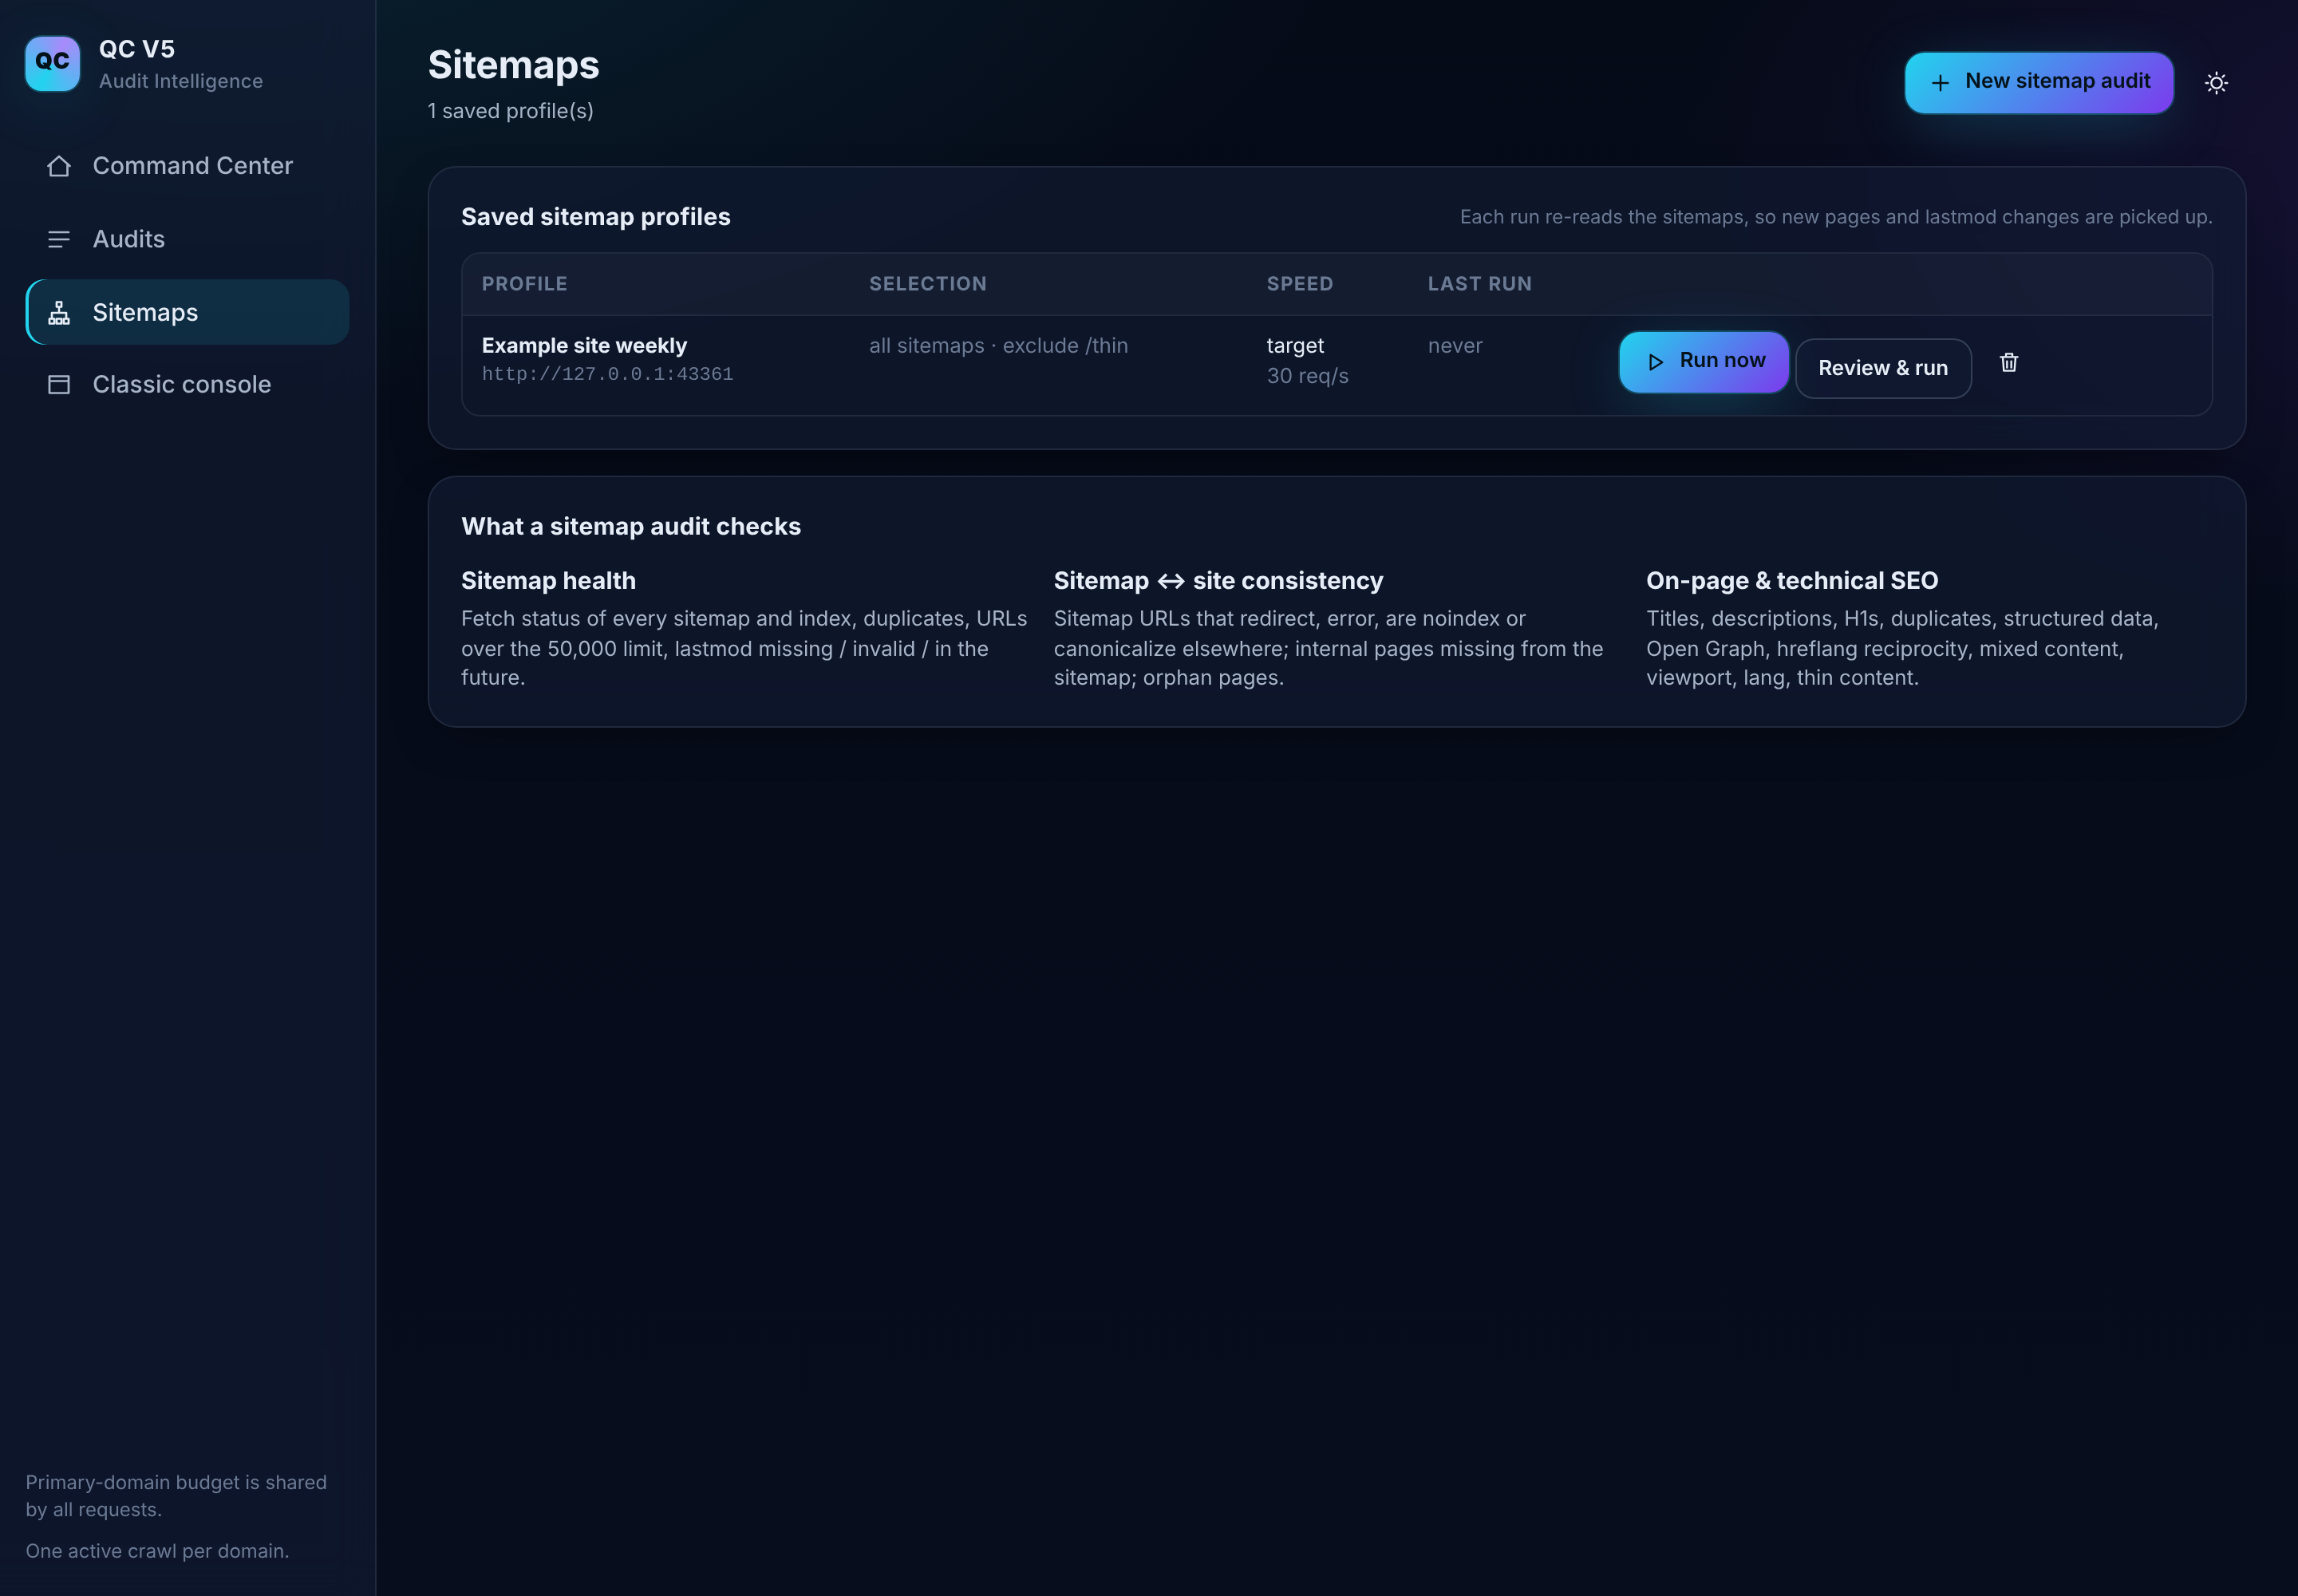 QC
QC V5
Audit Intelligence
Command Center
Audits
Sitemaps
Classic console
Primary-domain budget is shared
by all requests.
One active crawl per domain.
Sitemaps
1 saved profile(s)
New sitemap audit
Saved sitemap profiles
Each run re-reads the sitemaps, so new pages and lastmod changes are picked up.
PROFILE SELECTION SPEED LAST RUN
Example site weekly all sitemaps · exclude /thin target never Run now Review & run
http://127.0.0.1:43361 30 req/s
What a sitemap audit checks
Sitemap health
Fetch status of every sitemap and index, duplicates, URLs
over the 50,000 limit, lastmod missing / invalid / in the
future.
Sitemap ↔ site consistency
Sitemap URLs that redirect, error, are noindex or
canonicalize elsewhere; internal pages missing from the
sitemap; orphan pages.
On-page & technical SEO
Titles, descriptions, H1s, duplicates, structured data,
Open Graph, hreflang reciprocity, mixed content,
viewport, lang, thin content.